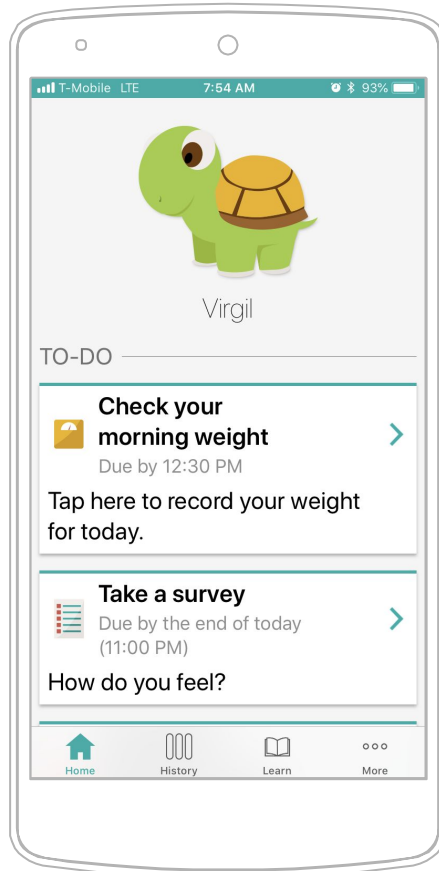 T-Mobile LTE 7:54 AM 93%
Virgil
TO-DO
Check your
morning weight
Due by 12:30 PM
Tap here to record your weight
for today.
Take a survey
Due by the end of today
(11:00 PM)
How do you feel?
Home History Learn More